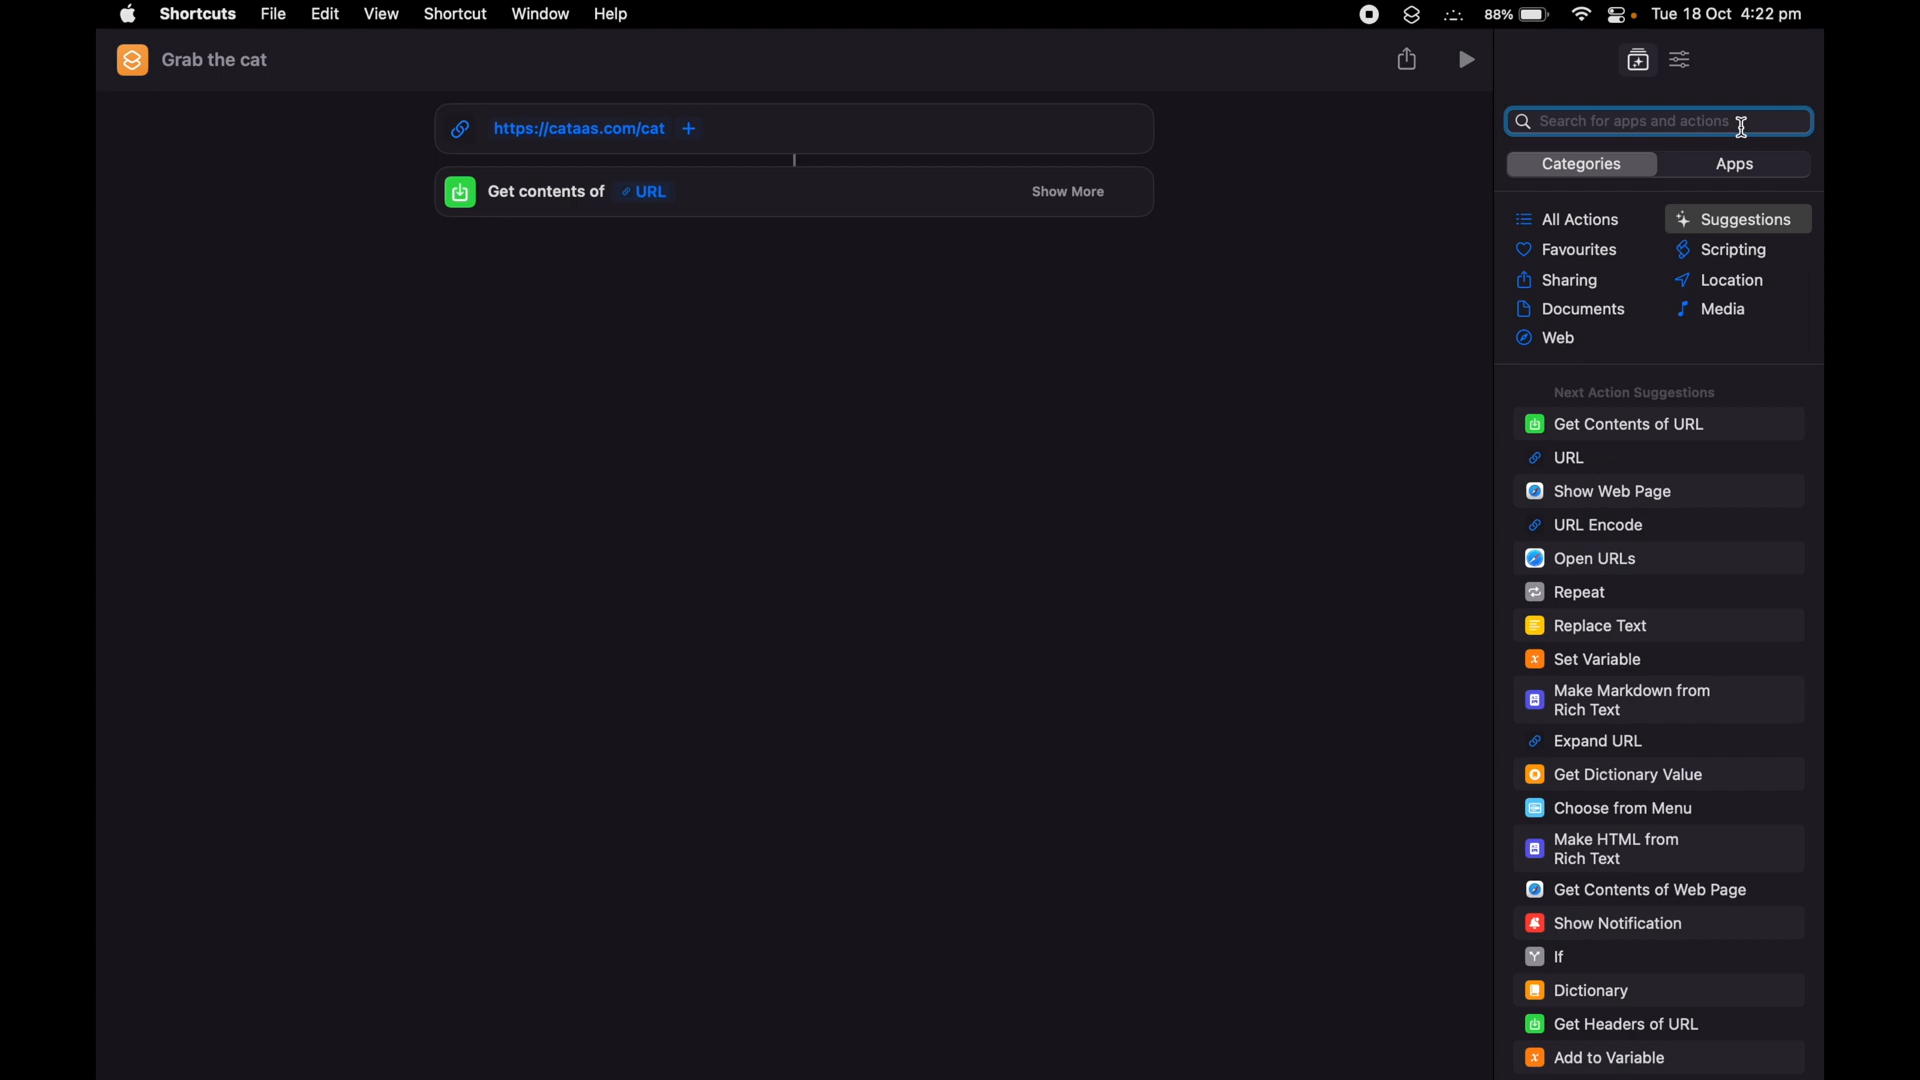 Shortcuts File Edit View Shortcut Window Help 88% Tue 18 Oct 4:22 pm
Grab the cat
https://cataas.com/cat
Get contents of URL Show More
Search for apps and actions
Categories Apps
All Actions Suggestions
Favourites Scripting
Sharing Location
Documents Media
Web
Next Action Suggestions
Get Contents of URL
URL
Show Web Page
URL Encode
Open URLs
Repeat
Replace Text
Set Variable
Make Markdown from
Rich Text
Expand URL
Get Dictionary Value
Choose from Menu
Make HTML from
Rich Text
Get Contents of Web Page
Show Notification
If
Dictionary
Get Headers of URL
Add to Variable